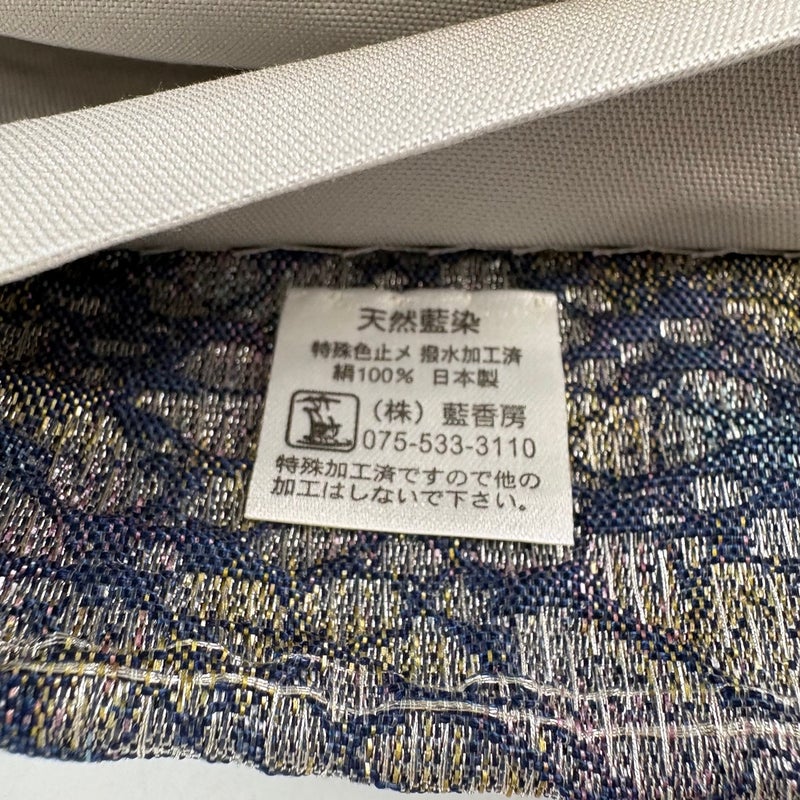 天然藍染
特殊色止メ 撥水加工済
絹100% 日本製
（株）藍香房
075-533-3110
特殊加工済ですので他の
加工はしないで下さい。